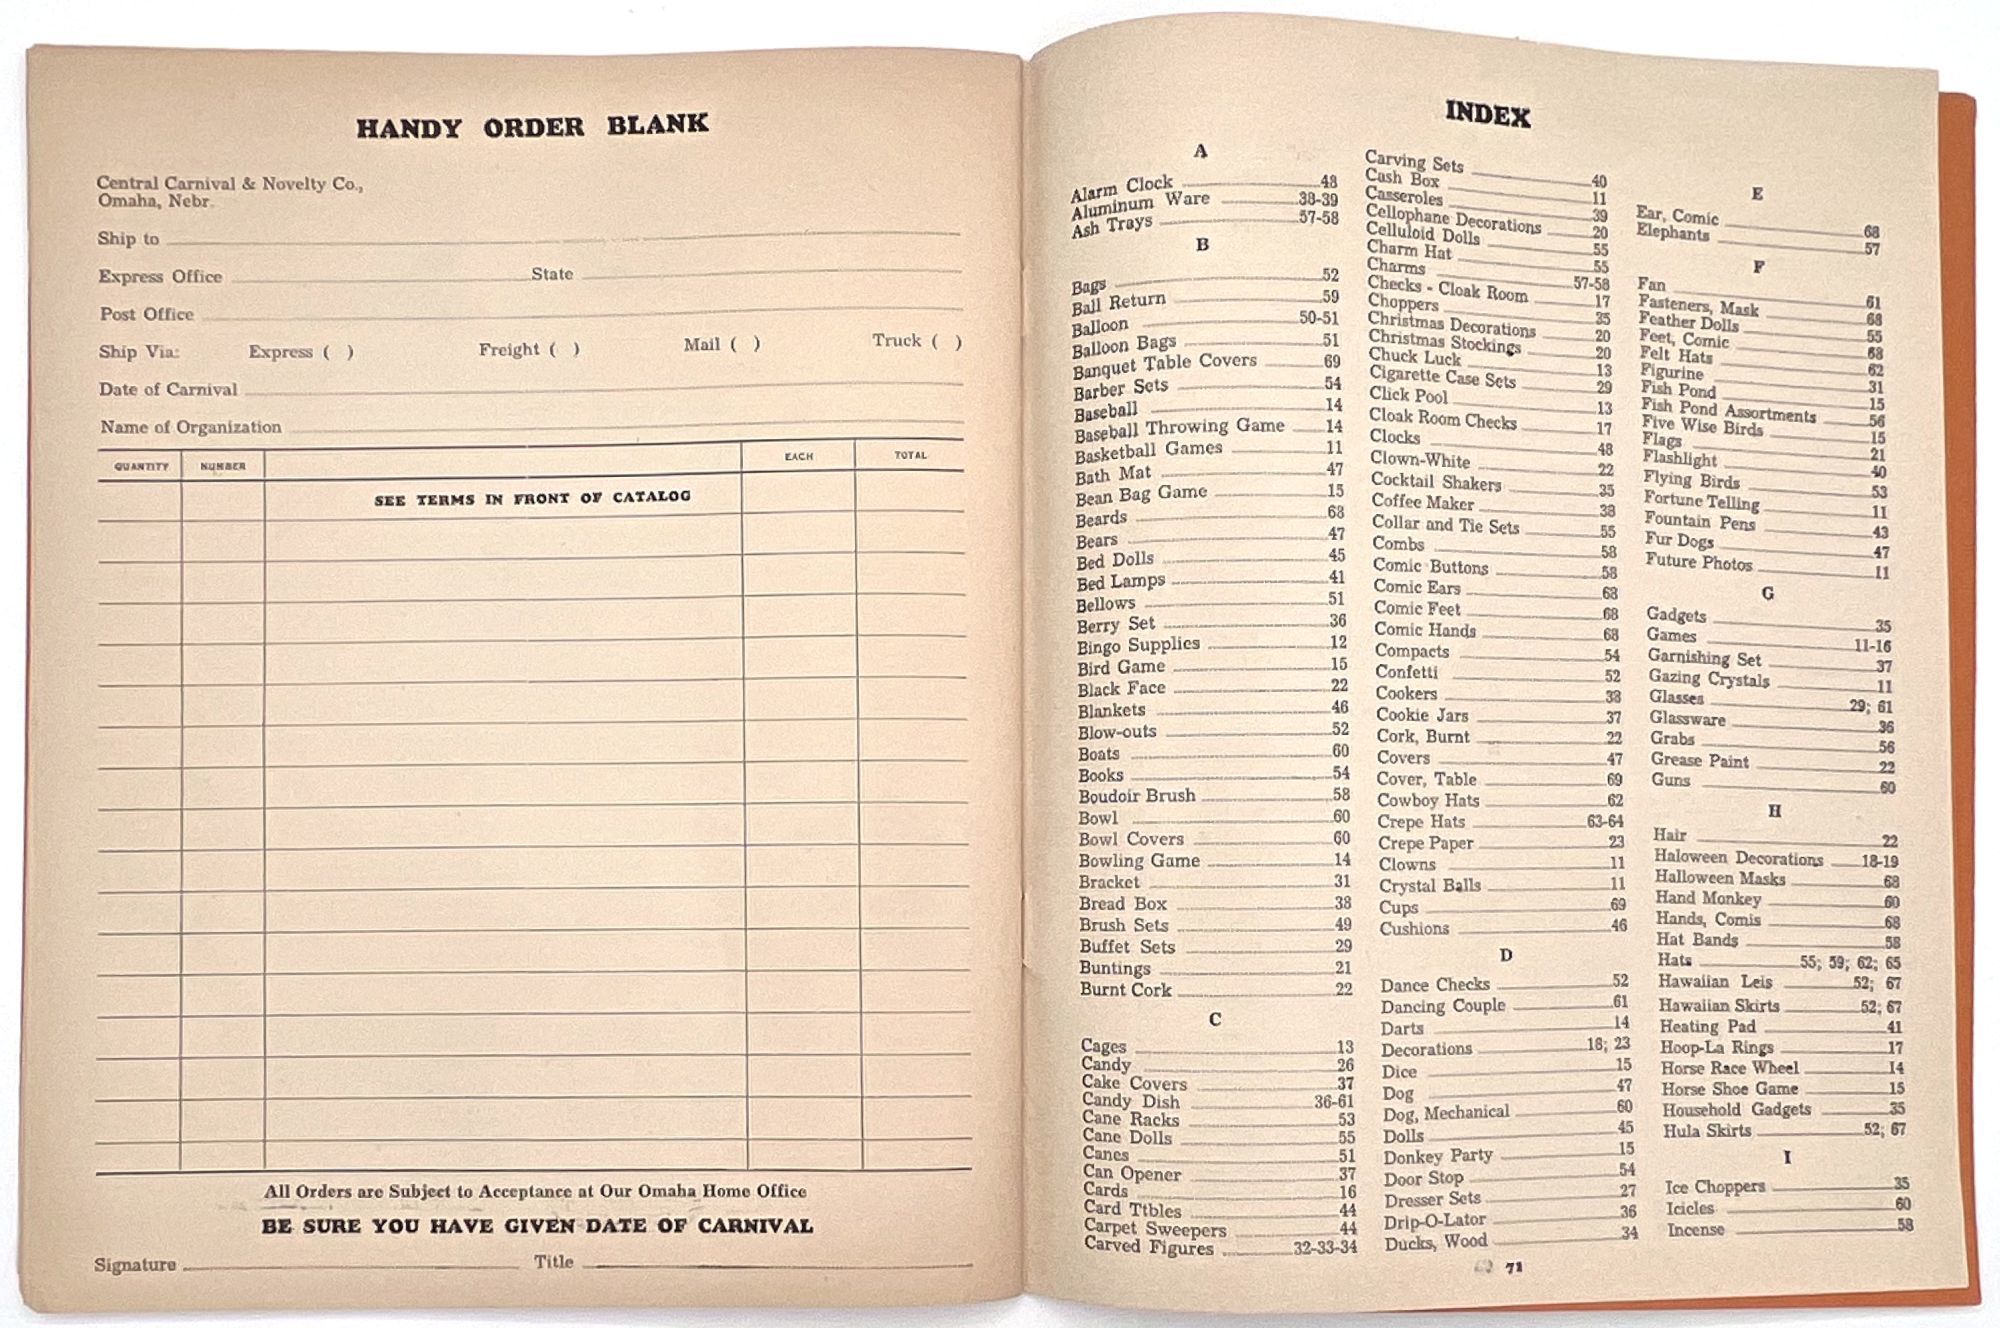 HANDY ORDER BLANK
Central Carnival & Novelty Co.,
Omaha, Nebr.
Ship to
Express Office State
Post Office
Ship Via: Express ( ) Freight ( ) Mail ( ) Truck ( )
Date of Carnival
Name of Organization
QUANTITY NUMBER EACH TOTAL
SEE TERMS IN FRONT OF CATALOG
All Orders are Subject to Acceptance at Our Omaha Home Office
BE SURE YOU HAVE GIVEN DATE OF CARNIVAL
Signature Title
INDEX
A
Alarm Clock 48
Aluminum Ware 38-39
Ash Trays 57-58
B
Bags 52
Ball Return 59
Balloon 50-51
Balloon Bags 51
Banquet Table Covers 69
Barber Sets 54
Baseball 14
Baseball Throwing Game 14
Basketball Games 11
Bath Mat 47
Bean Bag Game 15
Beards 68
Bears 47
Bed Dolls 45
Bed Lamps 41
Bellows 51
Berry Set 36
Bingo Supplies 12
Bird Game 15
Black Face 22
Blankets 46
Blow-outs 52
Boats 60
Books 54
Boudoir Brush 58
Bowl 60
Bowl Covers 60
Bowling Game 14
Bracket 31
Bread Box 38
Brush Sets 49
Buffet Sets 29
Buntings 21
Burnt Cork 22
C
Cages 13
Candy 26
Cake Covers 37
Candy Dish 36-61
Cane Racks 53
Cane Dolls 55
Canes 51
Can Opener 37
Cards 16
Card Ttbles 44
Carpet Sweepers 44
Carved Figures 32-33-34
Carving Sets 40
Cash Box 11
Casseroles 39
Cellophane Decorations 20
Celluloid Dolls 55
Charm Hat 55
Charms 57-58
Checks - Cloak Room 17
Choppers 35
Christmas Decorations 20
Christmas Stockings 20
Chuck Luck 13
Cigarette Case Sets 29
Click Pool 13
Cloak Room Checks 17
Clocks 48
Clown-White 22
Cocktail Shakers 35
Coffee Maker 38
Collar and Tie Sets 55
Combs 58
Comic Buttons 58
Comic Ears 68
Comic Feet 68
Comic Hands 68
Compacts 54
Confetti 52
Cookers 38
Cookie Jars 37
Cork, Burnt 22
Covers 47
Cover, Table 69
Cowboy Hats 62
Crepe Hats 63-64
Crepe Paper 23
Clowns 11
Crystal Balls 11
Cups 69
Cushions 46
D
Dance Checks 52
Dancing Couple 61
Darts 14
Decorations 18; 23
Dice 15
Dog 47
Dog, Mechanical 60
Dolls 45
Donkey Party 15
Door Stop 54
Dresser Sets 27
Drip-O-Lator 36
Ducks, Wood 34
E
Ear, Comic 68
Elephants 57
F
Fan 61
Fasteners, Mask 68
Feather Dolls 55
Feet, Comic 68
Felt Hats 62
Figurine 31
Fish Pond 15
Fish Pond Assortments 56
Five Wise Birds 15
Flags 21
Flashlight 40
Flying Birds 53
Fortune Telling 11
Fountain Pens 43
Fur Dogs 47
Future Photos 11
G
Gadgets 35
Games 11-16
Garnishing Set 37
Gazing Crystals 11
Glasses 29; 61
Glassware 36
Grabs 56
Grease Paint 22
Guns 60
H
Hair 22
Haloween Decorations 18-19
Halloween Masks 68
Hand Monkey 60
Hands, Comis 68
Hat Bands 58
Hats 55; 59; 62; 65
Hawaiian Leis 52; 67
Hawaiian Skirts 52; 67
Heating Pad 41
Hoop-La Rings 17
Horse Race Wheel 14
Horse Shoe Game 15
Household Gadgets 35
Hula Skirts 52; 67
I
Ice Choppers 35
Icicles 60
Incense 58
71